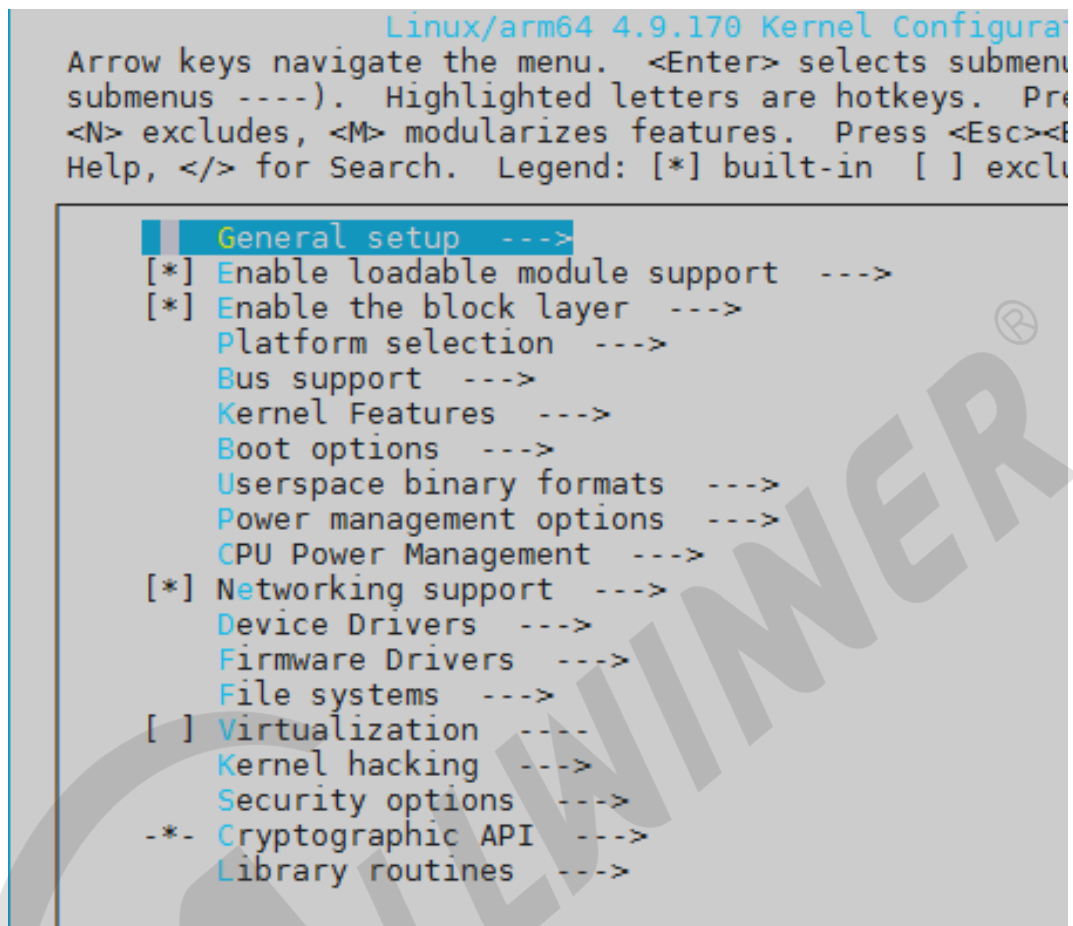 Linux/arm64 4.9.170 Kernel Configurat
Arrow keys navigate the menu.  <Enter> selects submenu
submenus ----).  Highlighted letters are hotkeys.  Pre
<N> excludes, <M> modularizes features.  Press <Esc><E
Help, </> for Search.  Legend: [*] built-in  [ ] exclu
General setup  --->
[*] Enable loadable module support  --->
[*] Enable the block layer  --->
Platform selection  --->
Bus support  --->
Kernel Features  --->
Boot options  --->
Userspace binary formats  --->
Power management options  --->
CPU Power Management  --->
[*] Networking support  --->
Device Drivers  --->
Firmware Drivers  --->
File systems  --->
[ ] Virtualization  ----
Kernel hacking  --->
Security options  --->
-*- Cryptographic API  --->
Library routines  --->
ALLWINNER®